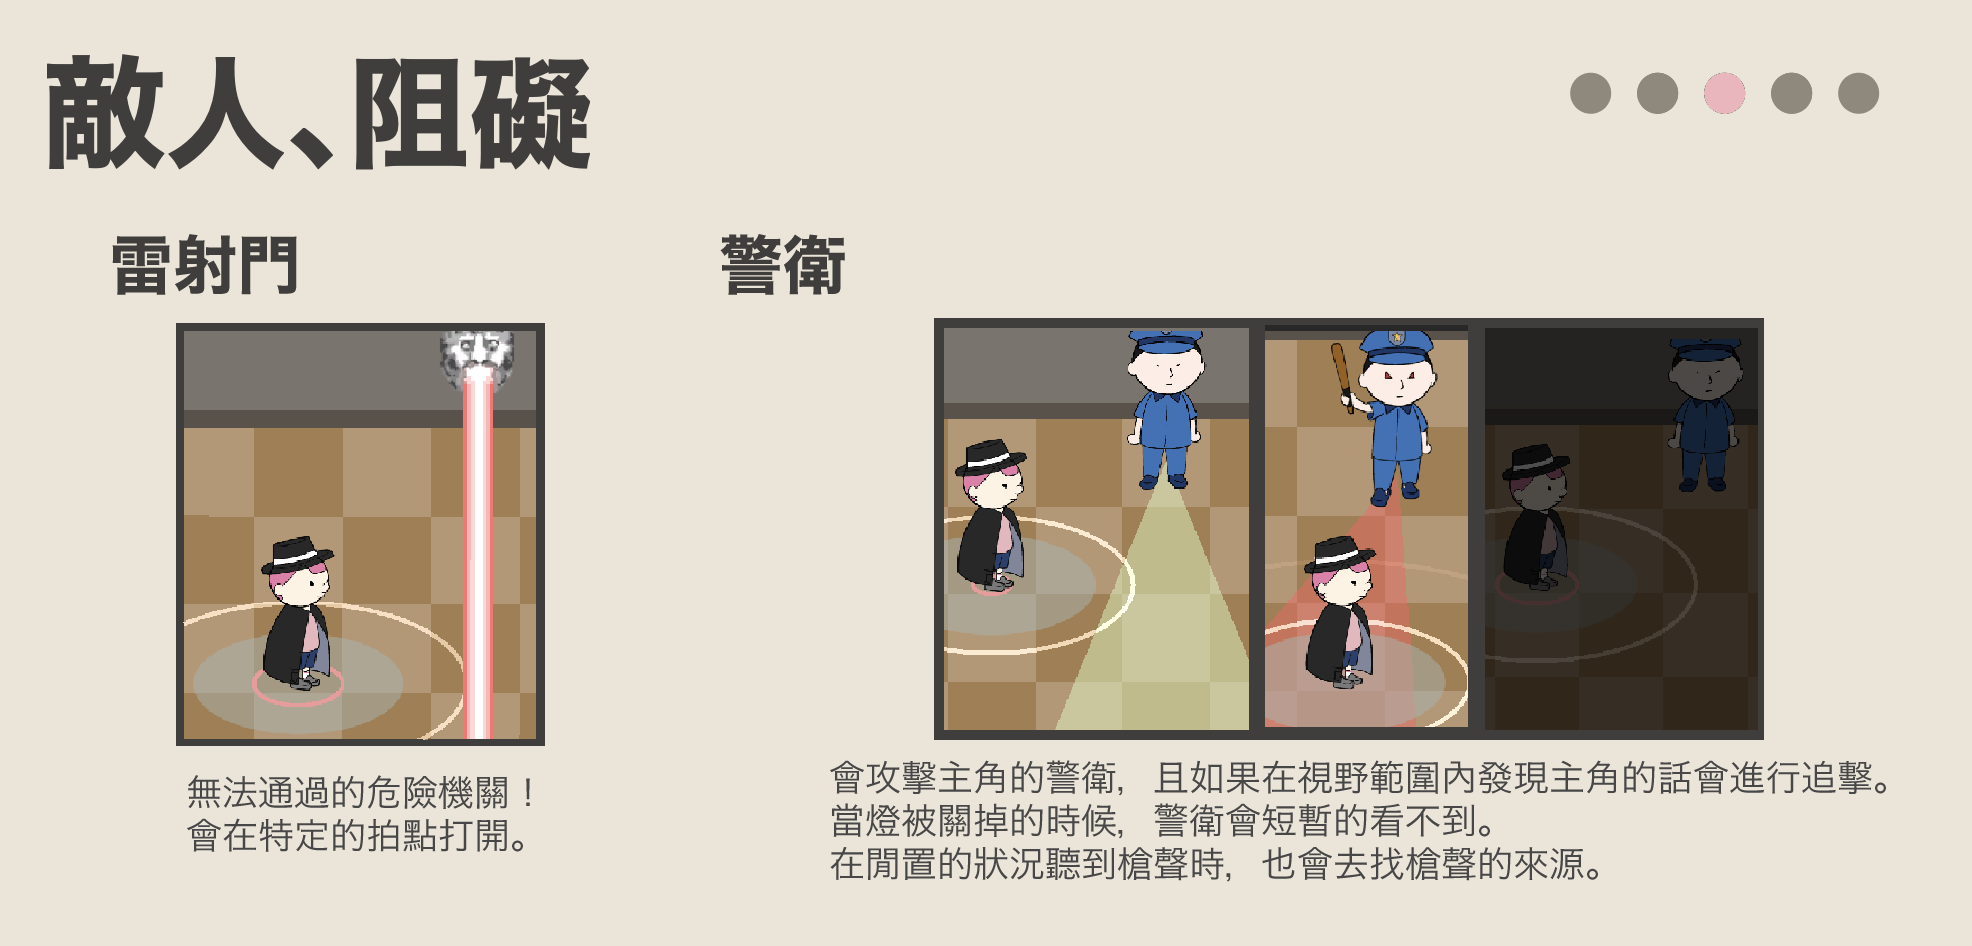 敵人、阻礙
雷射門
警衛
無法通過的危險機關！
會在特定的拍點打開。
會攻擊主角的警衛，且如果在視野範圍內發現主角的話會進行追擊。
當燈被關掉的時候，警衛會短暫的看不到。
在閒置的狀況聽到槍聲時，也會去找槍聲的來源。